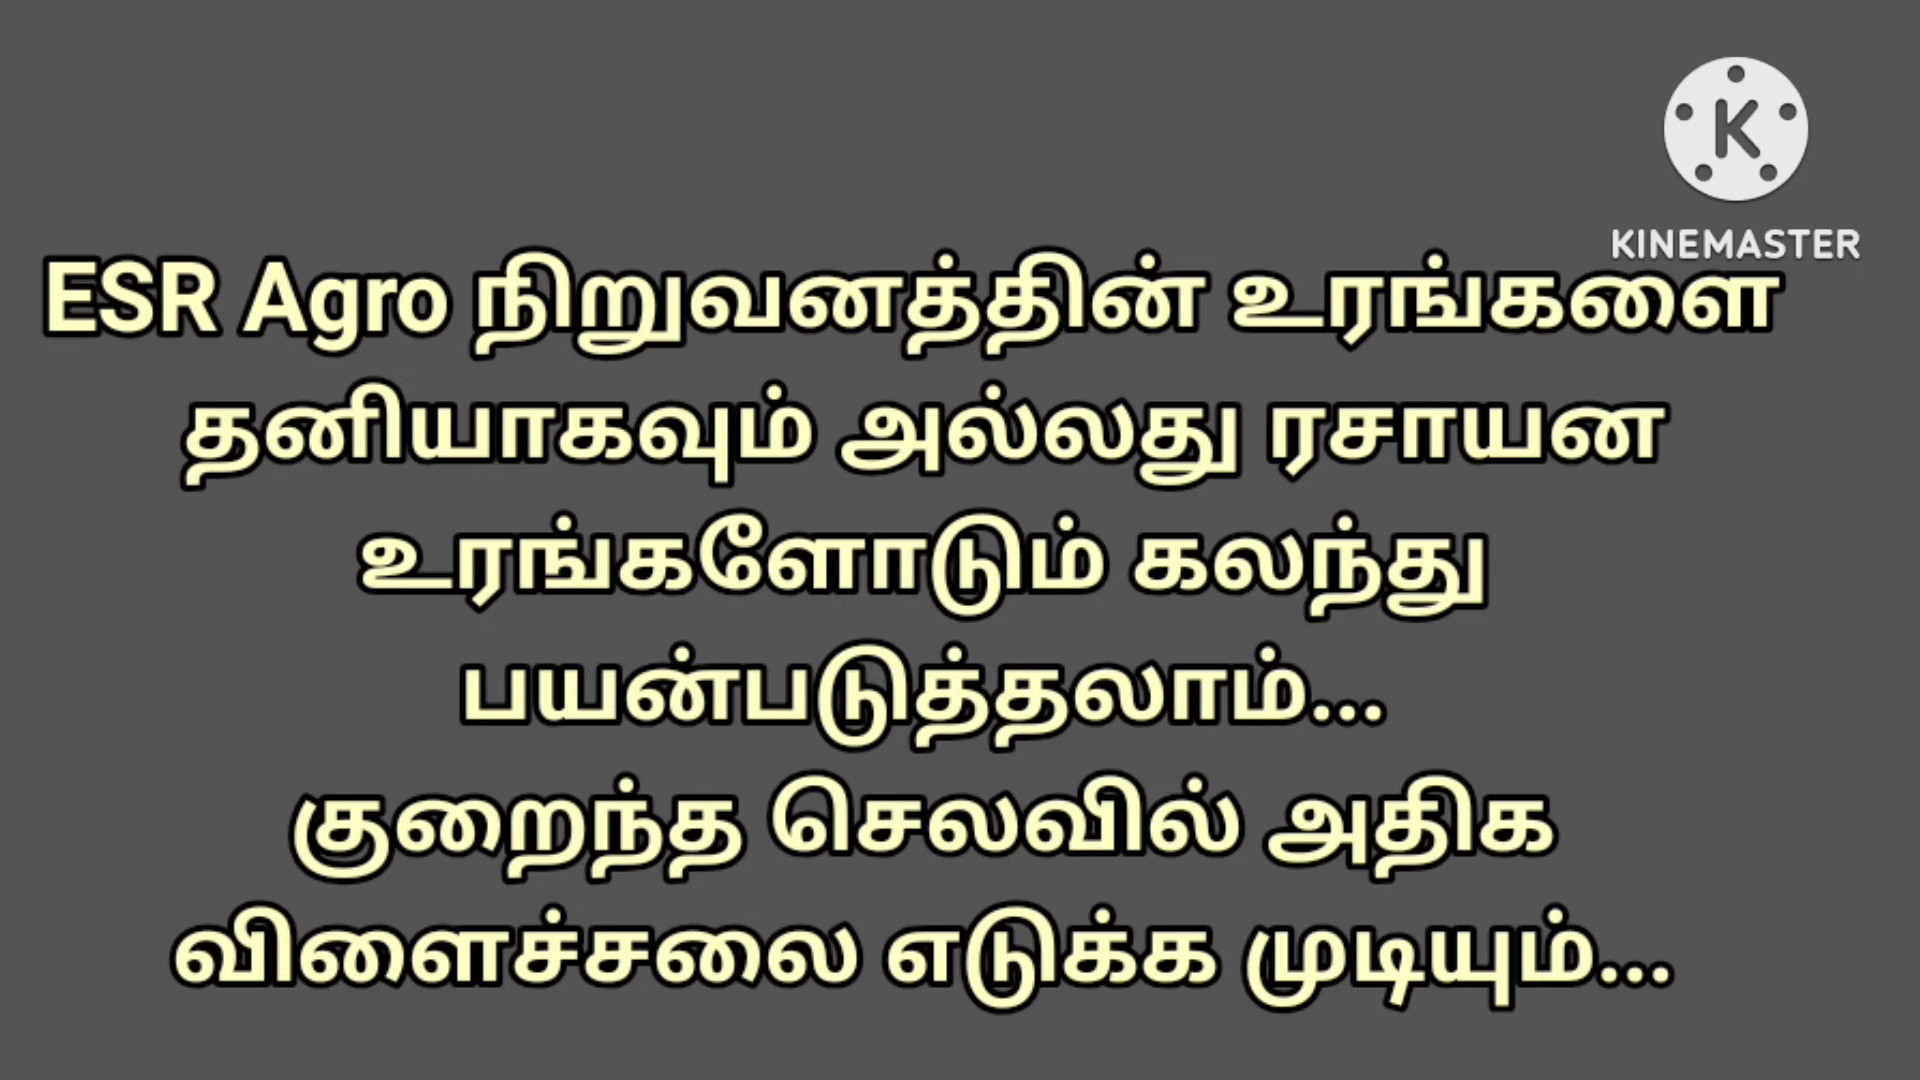 KINEMASTER
ESR Agro நிறுவனத்தின் உரங்களை
தனியாகவும் அல்லது ரசாயன
உரங்களோடும் கலந்து
பயன்படுத்தலாம்...
குறைந்த செலவில் அதிக
விளைச்சலை எடுக்க முடியும்...